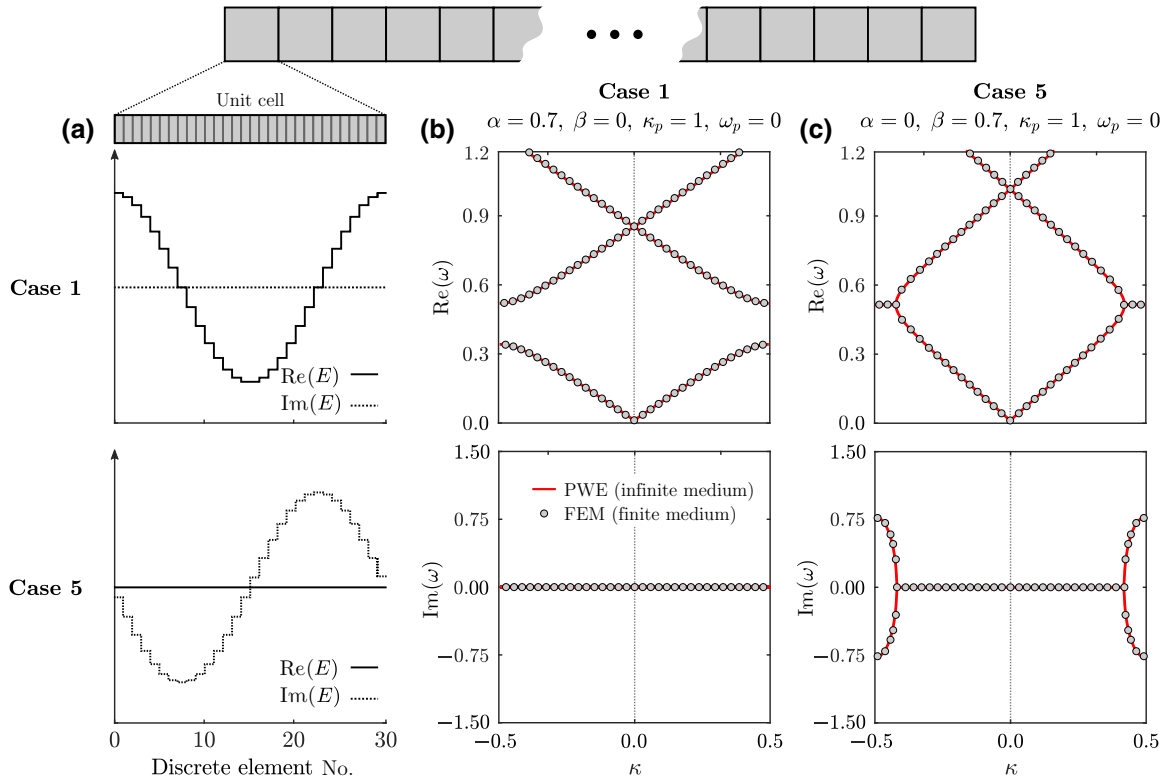 Unit cell
(a)
Case 1
Re(E)
Im(E)
Case 5
Re(E)
Im(E)
0
10
20
30
Discrete element No.
(b)
Case 1
α = 0.7, β = 0, κp = 1, ωp = 0
1.2
0.9
0.6
0.3
0.0
Re(ω)
1.50
0.75
0.00
−0.75
−1.50
Im(ω)
PWE (infinite medium)
FEM (finite medium)
−0.5
0.0
0.5
κ
(c)
Case 5
α = 0, β = 0.7, κp = 1, ωp = 0
1.2
0.9
0.6
0.3
0.0
Re(ω)
1.50
0.75
0.00
−0.75
−1.50
Im(ω)
−0.5
0.0
0.5
κ